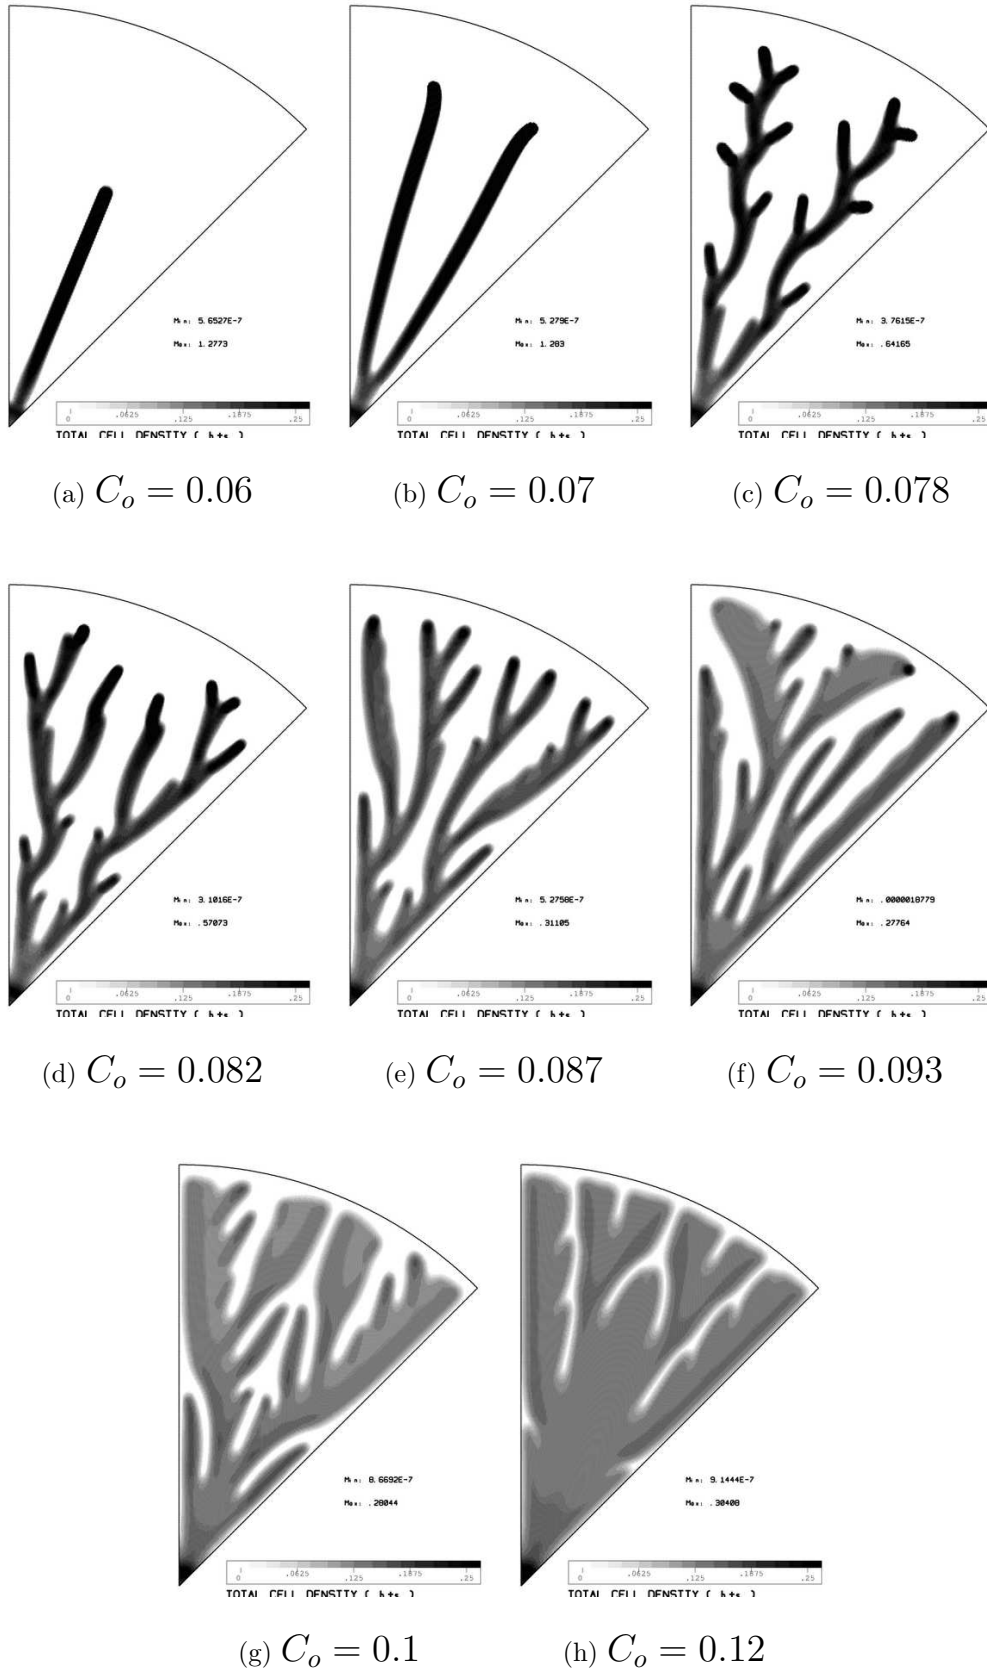 Min: 5.6527E-7 Min: 5.279E-7 Min: 3.7615E-7
Max: 1.2773 Max: 1.283 Max: .64165
0 .0625 .125 .1875 .25 0 .0625 .125 .1875 .25 0 .0625 .125 .1875 .25
TOTAL CELL DENSITY ( b+s ) TOTAL CELL DENSITY ( b+s ) TOTAL CELL DENSITY ( b+s )
(a) C_o = 0.06 (b) C_o = 0.07 (c) C_o = 0.078
Min: 3.1016E-7 Min: 5.2758E-7 Min: .0000018779
Max: .57073 Max: .31105 Max: .27764
0 .0625 .125 .1875 .25 0 .0625 .125 .1875 .25 0 .0625 .125 .1875 .25
TOTAL CELL DENSITY ( b+s ) TOTAL CELL DENSITY ( b+s ) TOTAL CELL DENSITY ( b+s )
(d) C_o = 0.082 (e) C_o = 0.087 (f) C_o = 0.093
Min: 8.6692E-7 Min: 9.1444E-7
Max: .28044 Max: .30408
0 .0625 .125 .1875 .25 0 .0625 .125 .1875 .25
TOTAL CELL DENSITY ( b+s ) TOTAL CELL DENSITY ( b+s )
(g) C_o = 0.1 (h) C_o = 0.12